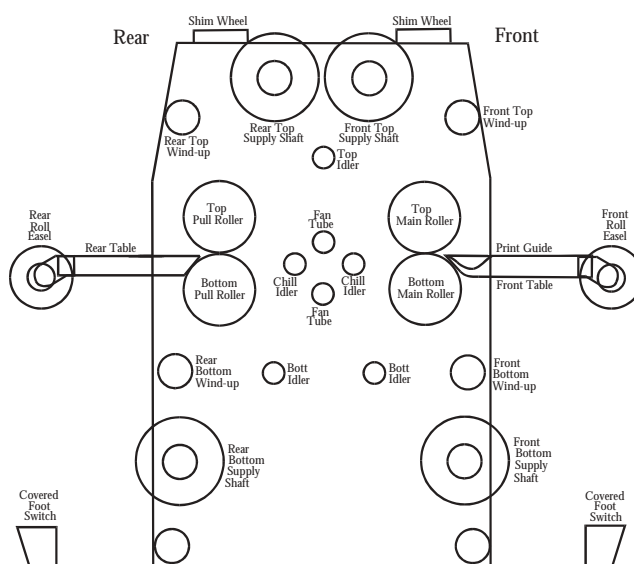 Shim Wheel
Shim Wheel
Rear
Front
Rear Top
Wind-up
Rear Top
Supply Shaft
Front Top
Supply Shaft
Front Top
Wind-up
Top
Idler
Rear
Roll
Easel
Rear Table
Top
Pull Roller
Fan
Tube
Top
Main Roller
Print Guide
Front
Roll
Easel
Bottom
Pull Roller
Chill
Idler
Chill
Idler
Bottom
Main Roller
Front Table
Fan
Tube
Rear
Bottom
Wind-up
Bott
Idler
Bott
Idler
Front
Bottom
Wind-up
Rear
Bottom
Supply
Shaft
Front
Bottom
Supply
Shaft
Covered
Foot
Switch
Covered
Foot
Switch